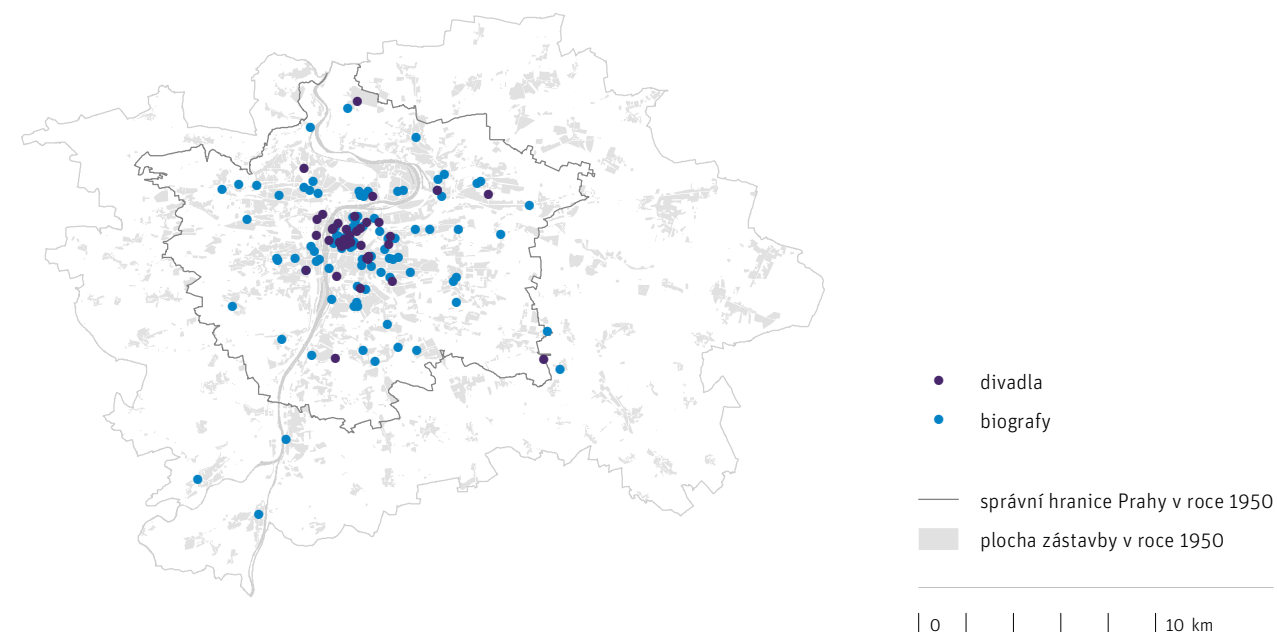 divadla
biografy
správní hranice Prahy v roce 1950
plocha zástavby v roce 1950
0 10 km